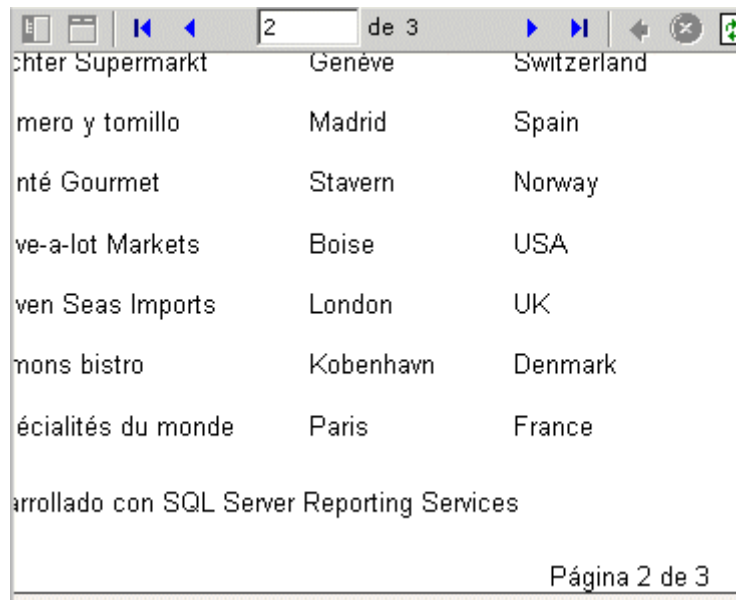 2 de 3
chter Supermarkt Genève Switzerland
mero y tomillo Madrid Spain
nté Gourmet Stavern Norway
ve-a-lot Markets Boise USA
ven Seas Imports London UK
mons bistro Kobenhavn Denmark
écialités du monde Paris France
arrollado con SQL Server Reporting Services
Página 2 de 3